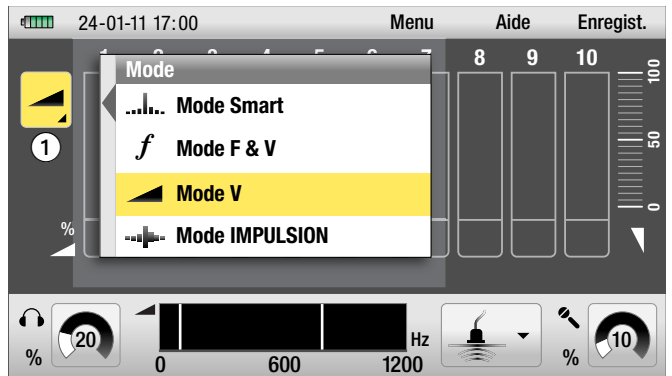 24-01-11 17:00 Menu Aide Enregist.
8 9 10
Mode
Mode Smart
f Mode F & V
Mode V
Mode IMPULSION
1
100
50
0
%
20
%
0 600 1200
Hz
10
%